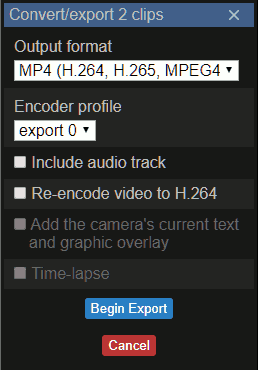 Convert/export 2 clips
Output format
MP4 (H.264, H.265, MPEG4
Encoder profile
export 0
Include audio track
Re-encode video to H.264
Add the camera's current text
and graphic overlay
Time-lapse
Begin Export
Cancel